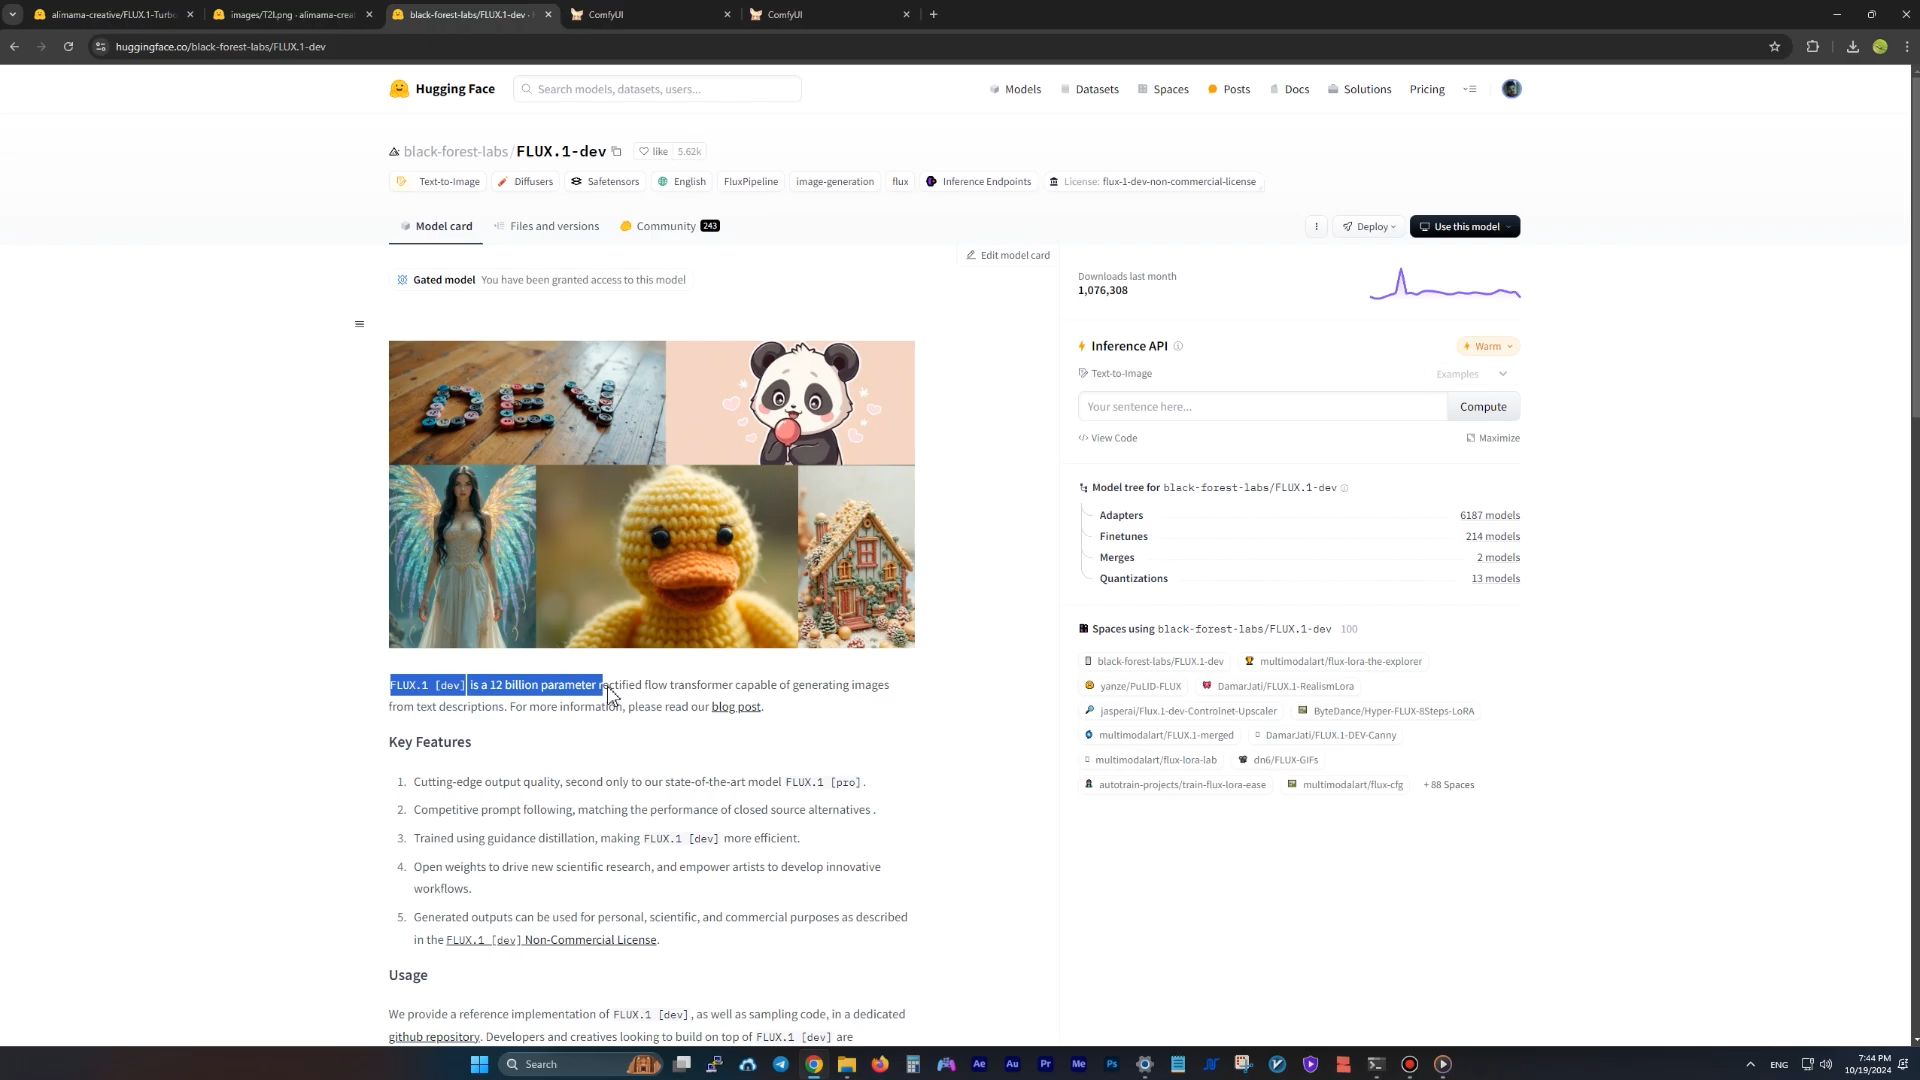 alimama-creative/FLUX.1-Turbo
images/T2I.png · alimama-crea
black-forest-labs/FLUX.1-dev ·
ComfyUI
ComfyUI
huggingface.co/black-forest-labs/FLUX.1-dev
Hugging Face
Search models, datasets, users...
Models
Datasets
Spaces
Posts
Docs
Solutions
Pricing
black-forest-labs/FLUX.1-dev
like 5.62k
Text-to-Image
Diffusers
Safetensors
English
FluxPipeline
image-generation
flux
Inference Endpoints
License: flux-1-dev-non-commercial-license
Model card
Files and versions
Community 243
Deploy
Use this model
Edit model card
Gated model You have been granted access to this model
DEV
FLUX.1 [dev] is a 12 billion parameter rectified flow transformer capable of generating images
from text descriptions. For more information, please read our blog post.
Key Features
1. Cutting-edge output quality, second only to our state-of-the-art model FLUX.1 [pro].
2. Competitive prompt following, matching the performance of closed source alternatives .
3. Trained using guidance distillation, making FLUX.1 [dev] more efficient.
4. Open weights to drive new scientific research, and empower artists to develop innovative
workflows.
5. Generated outputs can be used for personal, scientific, and commercial purposes as described
in the FLUX.1 [dev] Non-Commercial License.
Usage
We provide a reference implementation of FLUX.1 [dev], as well as sampling code, in a dedicated
github repository. Developers and creatives looking to build on top of FLUX.1 [dev] are
Downloads last month
1,076,308
Inference API
Warm
Text-to-Image
Examples
Your sentence here...
Compute
View Code
Maximize
Model tree for black-forest-labs/FLUX.1-dev
Adapters 6187 models
Finetunes 214 models
Merges 2 models
Quantizations 13 models
Spaces using black-forest-labs/FLUX.1-dev 100
black-forest-labs/FLUX.1-dev
multimodalart/flux-lora-the-explorer
yanze/PuLID-FLUX
DamarJati/FLUX.1-RealismLora
jasperai/Flux.1-dev-Controlnet-Upscaler
ByteDance/Hyper-FLUX-8Steps-LoRA
multimodalart/FLUX.1-merged
DamarJati/FLUX.1-DEV-Canny
multimodalart/flux-lora-lab
dn6/FLUX-GIFs
autotrain-projects/train-flux-lora-ease
multimodalart/flux-cfg
+ 88 Spaces
Search
Ae
Au
Pr
Me
Ps
ENG
7:44 PM
10/19/2024